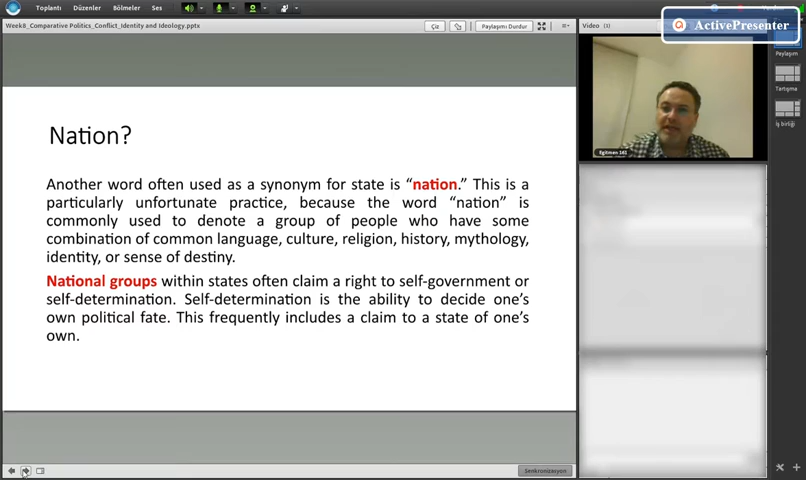 Toplantı Düzenler Bölmeler Ses
Week8_Comparative Politics_Conflict_Identity and Ideology.pptx
Çiz
Paylaşımı Durdur
Video (3)
ActivePresenter
Paylaşım
Tartışma
İş birliği
Egitmen 161
Nation?
Another word often used as a synonym for state is “nation.” This is a
particularly unfortunate practice, because the word “nation” is
commonly used to denote a group of people who have some
combination of common language, culture, religion, history, mythology,
identity, or sense of destiny.
National groups within states often claim a right to self-government or
self-determination. Self-determination is the ability to decide one’s
own political fate. This frequently includes a claim to a state of one’s
own.
Senkronizasyon